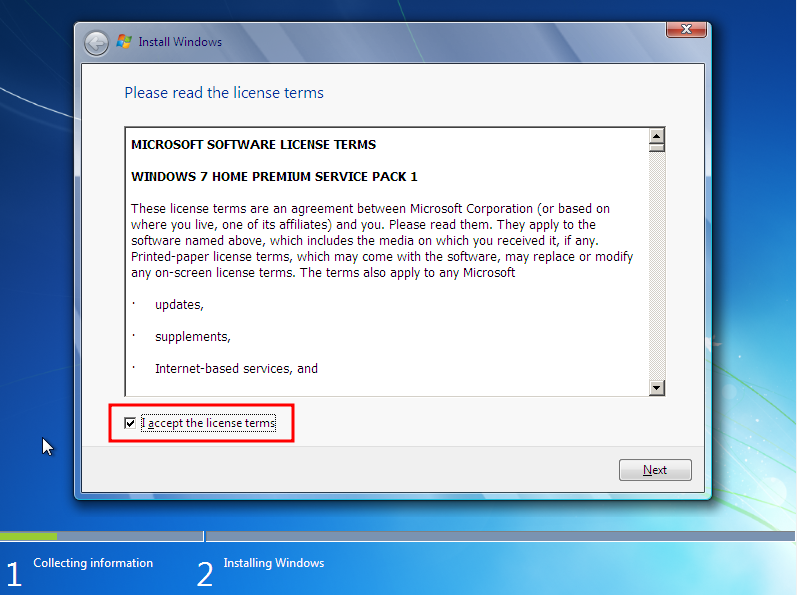 Install Windows
Please read the license terms
MICROSOFT SOFTWARE LICENSE TERMS
WINDOWS 7 HOME PREMIUM SERVICE PACK 1
These license terms are an agreement between Microsoft Corporation (or based on
where you live, one of its affiliates) and you. Please read them. They apply to the
software named above, which includes the media on which you received it, if any.
Printed-paper license terms, which may come with the software, may replace or modify
any on-screen license terms. The terms also apply to any Microsoft
· updates,
· supplements,
· Internet-based services, and
I accept the license terms
Next
1 Collecting information
2 Installing Windows